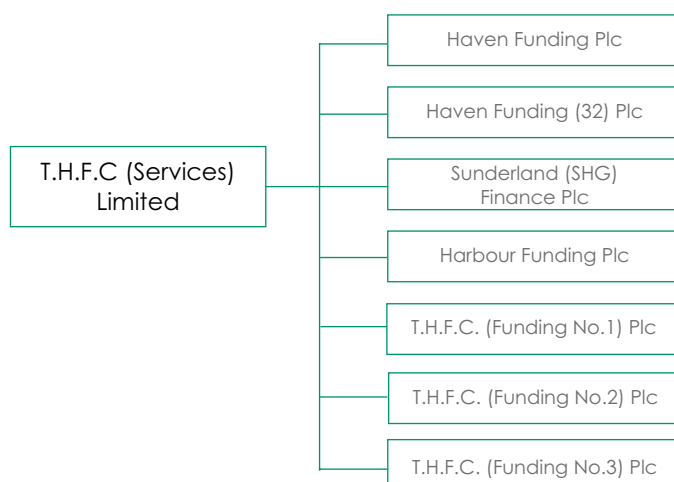 Haven Funding Plc
Haven Funding (32) Plc
T.H.F.C (Services)
Limited
Sunderland (SHG)
Finance Plc
Harbour Funding Plc
T.H.F.C. (Funding No.1) Plc
T.H.F.C. (Funding No.2) Plc
T.H.F.C. (Funding No.3) Plc